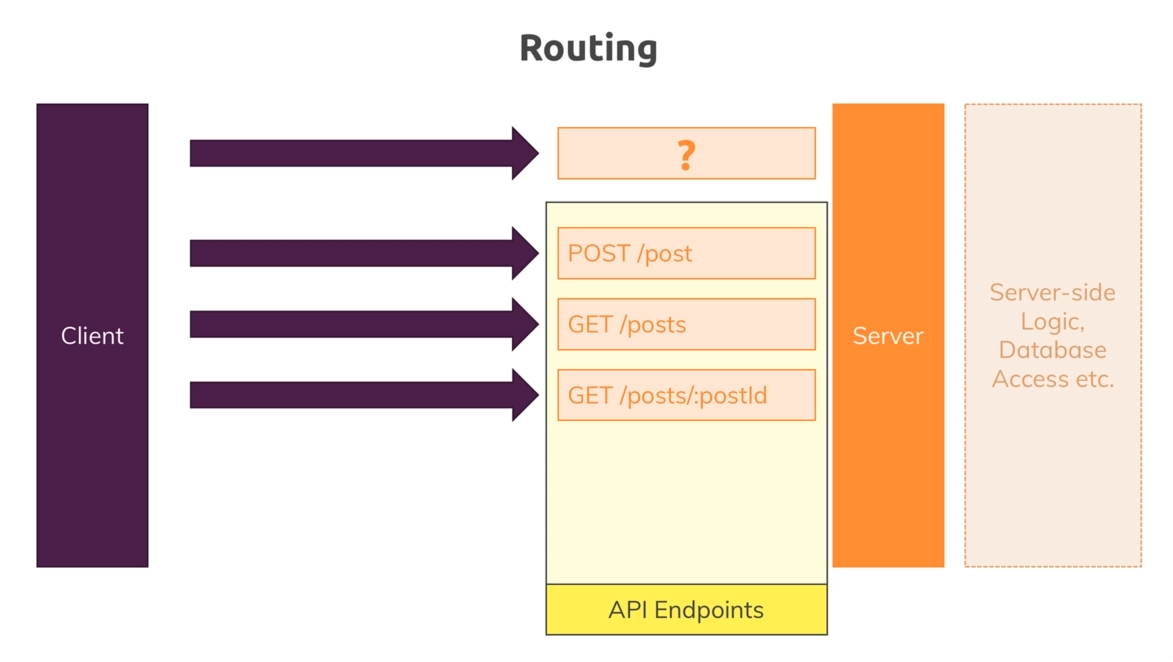 Routing
?
POST /post
GET /posts
GET /posts/:postId
Client
Server
Server-side
Logic,
Database
Access etc.
API Endpoints